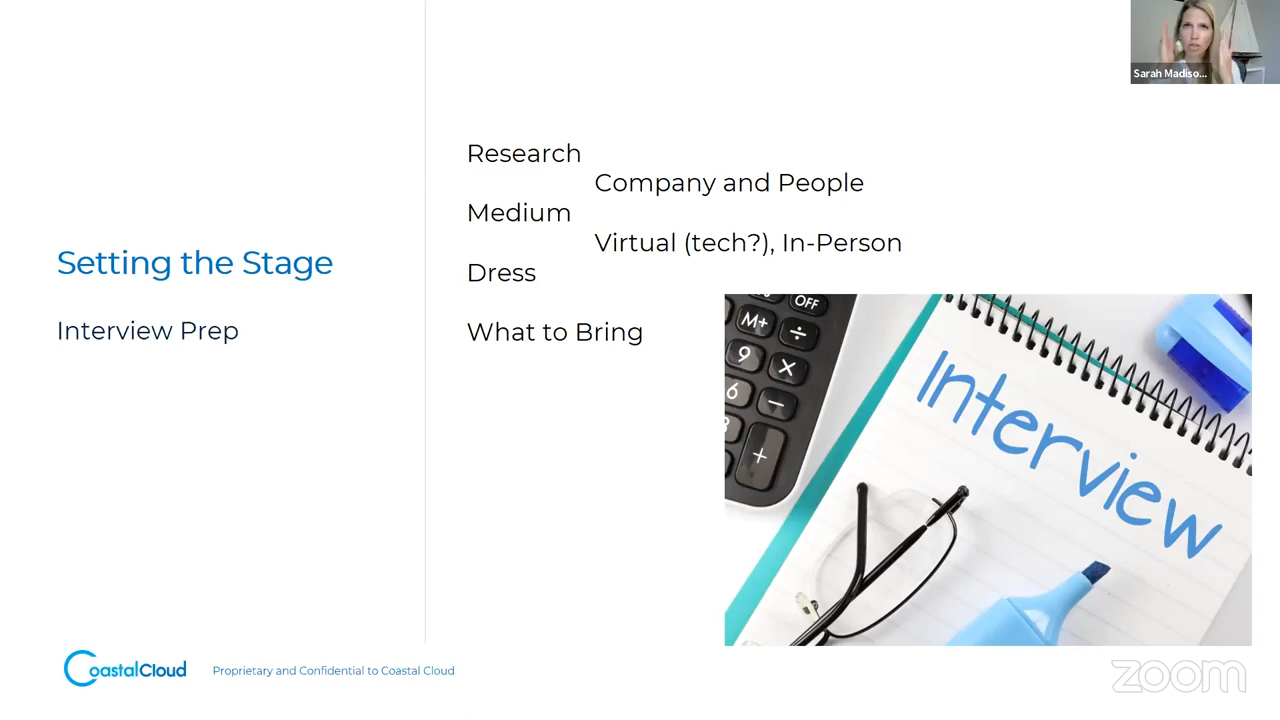 Sarah Madiso...
Research
Company and People
Medium
Virtual (tech?), In-Person
Setting the Stage
Dress
Interview Prep
What to Bring
OFF
M+ ÷
9 ×
6 −
+
Interview
CoastalCloud
Proprietary and Confidential to Coastal Cloud
zoom